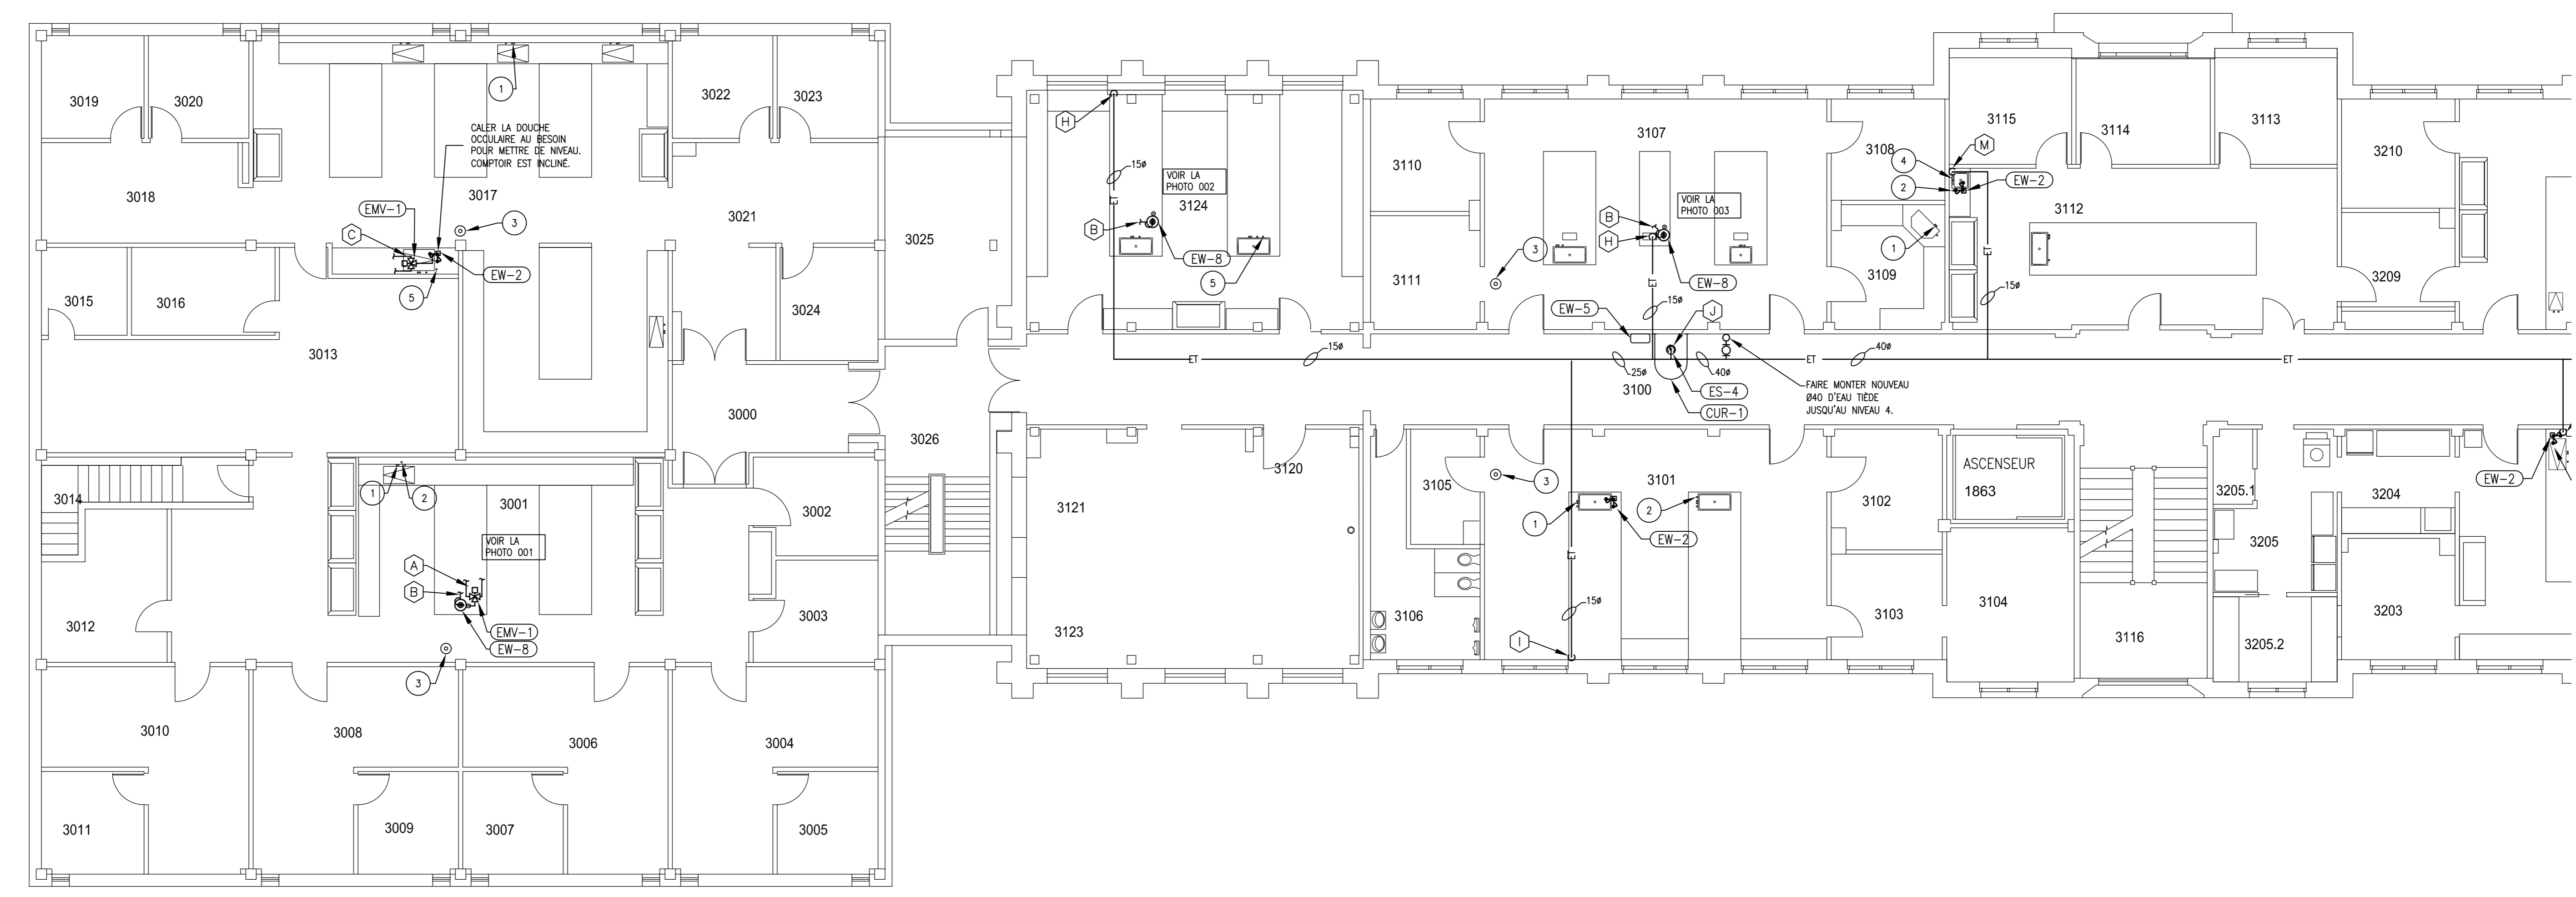 3019
3020
1
3022
3023
CALER LA DOUCHE
OCCULAIRE AU BESOIN
POUR METTRE DE NIVEAU.
COMPTOIR EST INCLINÉ.
3018
3017
EMV-1
C
3
EW-2
5
3021
3025
3015
3016
3024
3013
3000
3026
3014
1
2
3001
VOIR LA
PHOTO 001
A
B
EMV-1
EW-8
3
3002
3003
3012
3010
3008
3006
3004
3011
3009
3007
3005
H
15ø
ET
VOIR LA
PHOTO 002
3124
B
EW-8
5
ET
15ø
3110
3111
3107
VOIR LA
PHOTO 003
B
H
3
EW-8
ET
15ø
EW-5
J
25ø
40ø
3100
ES-4
CUR-1
ET
40ø
FAIRE MONTER NOUVEAU
Ø40 D'EAU TIÈDE
JUSQU'AU NIVEAU 4.
3108
4
2
M
EW-2
1
3109
3115
3114
3113
3112
ET
15ø
ET
3210
3209
3121
3120
3123
3105
3
3101
1
2
EW-2
ET
15ø
I
3106
3102
3103
ASCENSEUR
1863
3104
3116
3205.1
3205
3205.2
3204
3203
EW-2